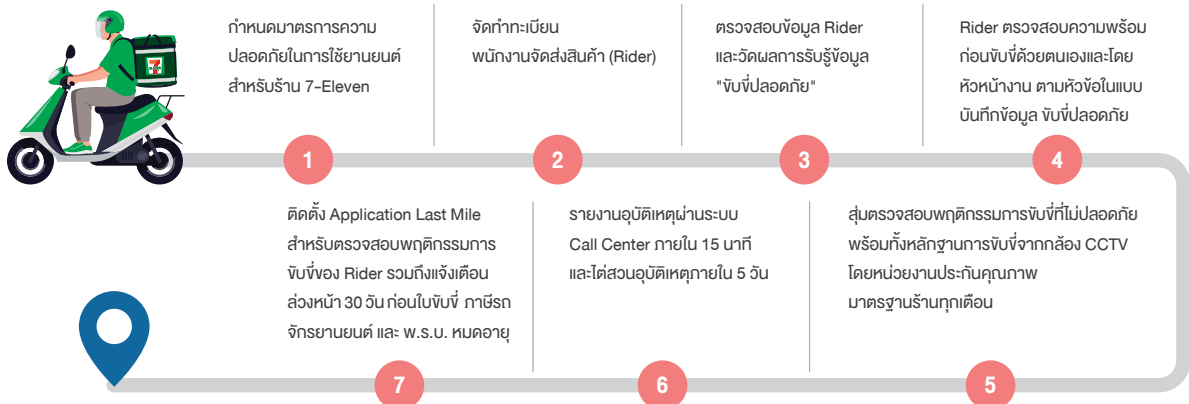 กำหนดมาตรการความ
ปลอดภัยในการใช้ยานยนต์
สำหรับร้าน 7-Eleven
1
จัดทำทะเบียน
พนักงานจัดส่งสินค้า (Rider)
2
ตรวจสอบข้อมูล Rider
และวัดผลการรับรู้ข้อมูล
"ขับขี่ปลอดภัย"
3
Rider ตรวจสอบความพร้อม
ก่อนขับขี่ด้วยตนเองและโดย
หัวหน้างาน ตามหัวข้อในแบบ
บันทึกข้อมูล ขับขี่ปลอดภัย
4
สุ่มตรวจสอบพฤติกรรมการขับขี่ที่ไม่ปลอดภัย
พร้อมทั้งหลักฐานการขับขี่จากกล้อง CCTV
โดยหน่วยงานประกันคุณภาพ
มาตรฐานร้านทุกเดือน
5
รายงานอุบัติเหตุผ่านระบบ
Call Center ภายใน 15 นาที
และไต่สวนอุบัติเหตุภายใน 5 วัน
6
ติดตั้ง Application Last Mile
สำหรับตรวจสอบพฤติกรรมการ
ขับขี่ของ Rider รวมถึงแจ้งเตือน
ล่วงหน้า 30 วัน ก่อนใบขับขี่ ภาษีรถ
จักรยานยนต์ และ พ.ร.บ. หมดอายุ
7